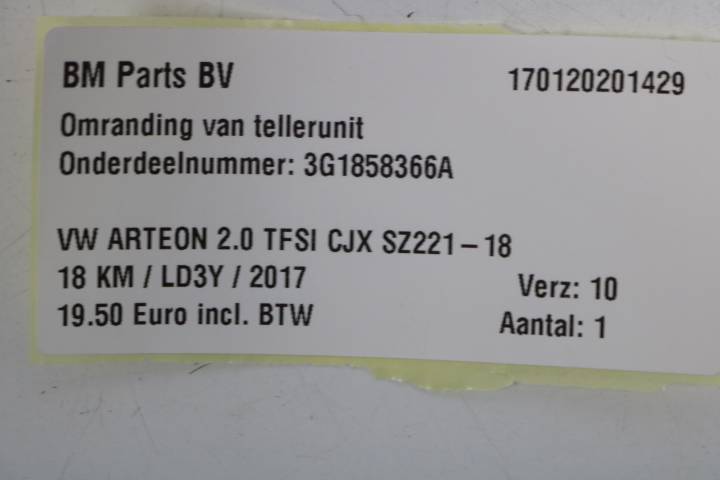 BM Parts BV 170120201429
Omranding van tellerunit
Onderdeelnummer: 3G1858366A
VW ARTEON 2.0 TFSI CJX SZ221-18
18 KM / LD3Y / 2017 Verz: 10
19.50 Euro incl. BTW Aantal: 1